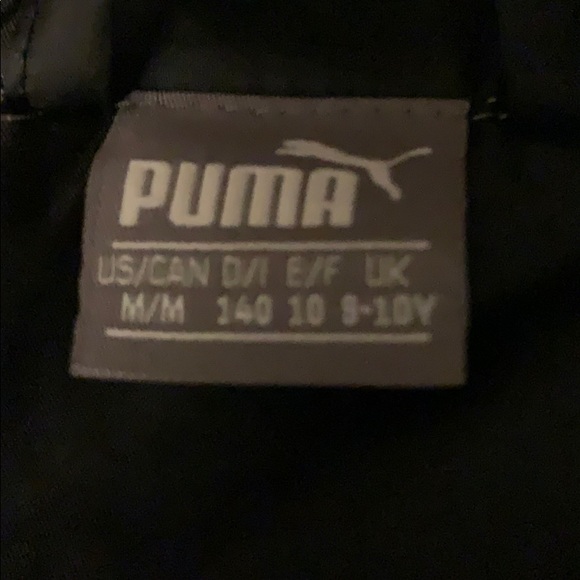 PUMA
US/CAN D/I E/F UK
M/M 140 10 9-10Y